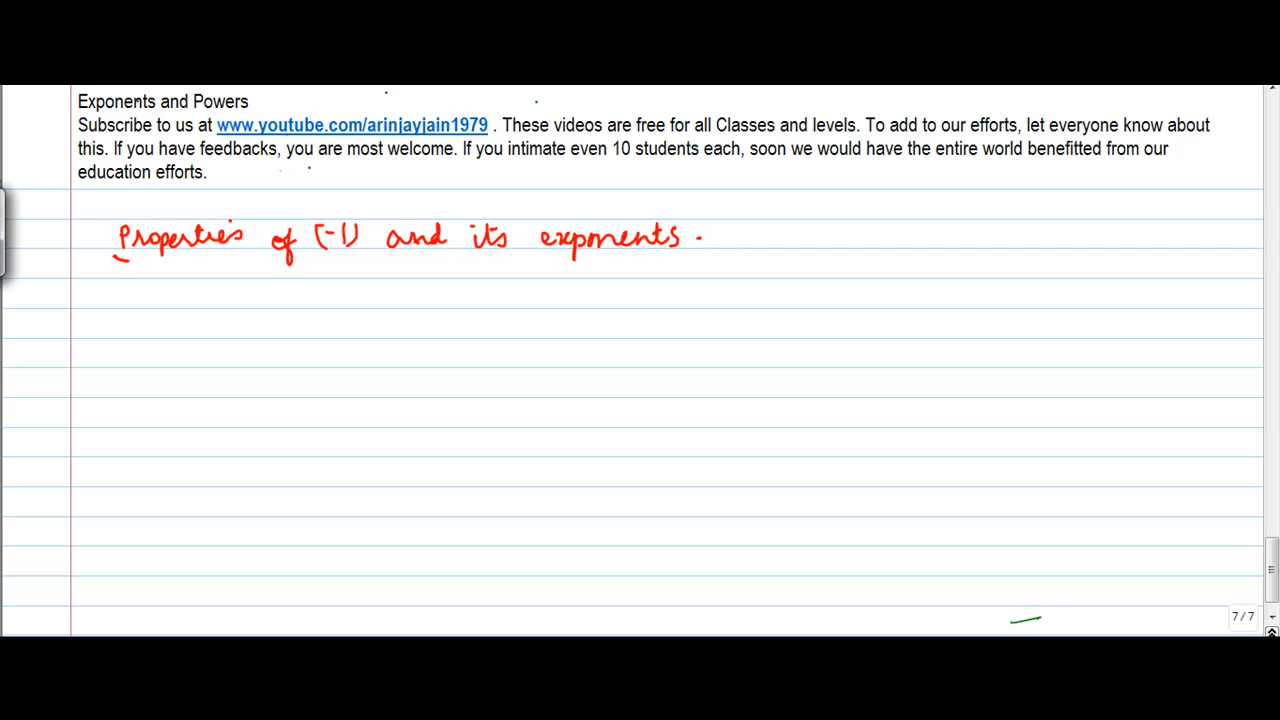 Exponents and Powers
Subscribe to us at www.youtube.com/arinjayjain1979 . These videos are free for all Classes and levels. To add to our efforts, let everyone know about
this. If you have feedbacks, you are most welcome. If you intimate even 10 students each, soon we would have the entire world benefitted from our
education efforts.
Properties of (-1) and its exponents.
7/7